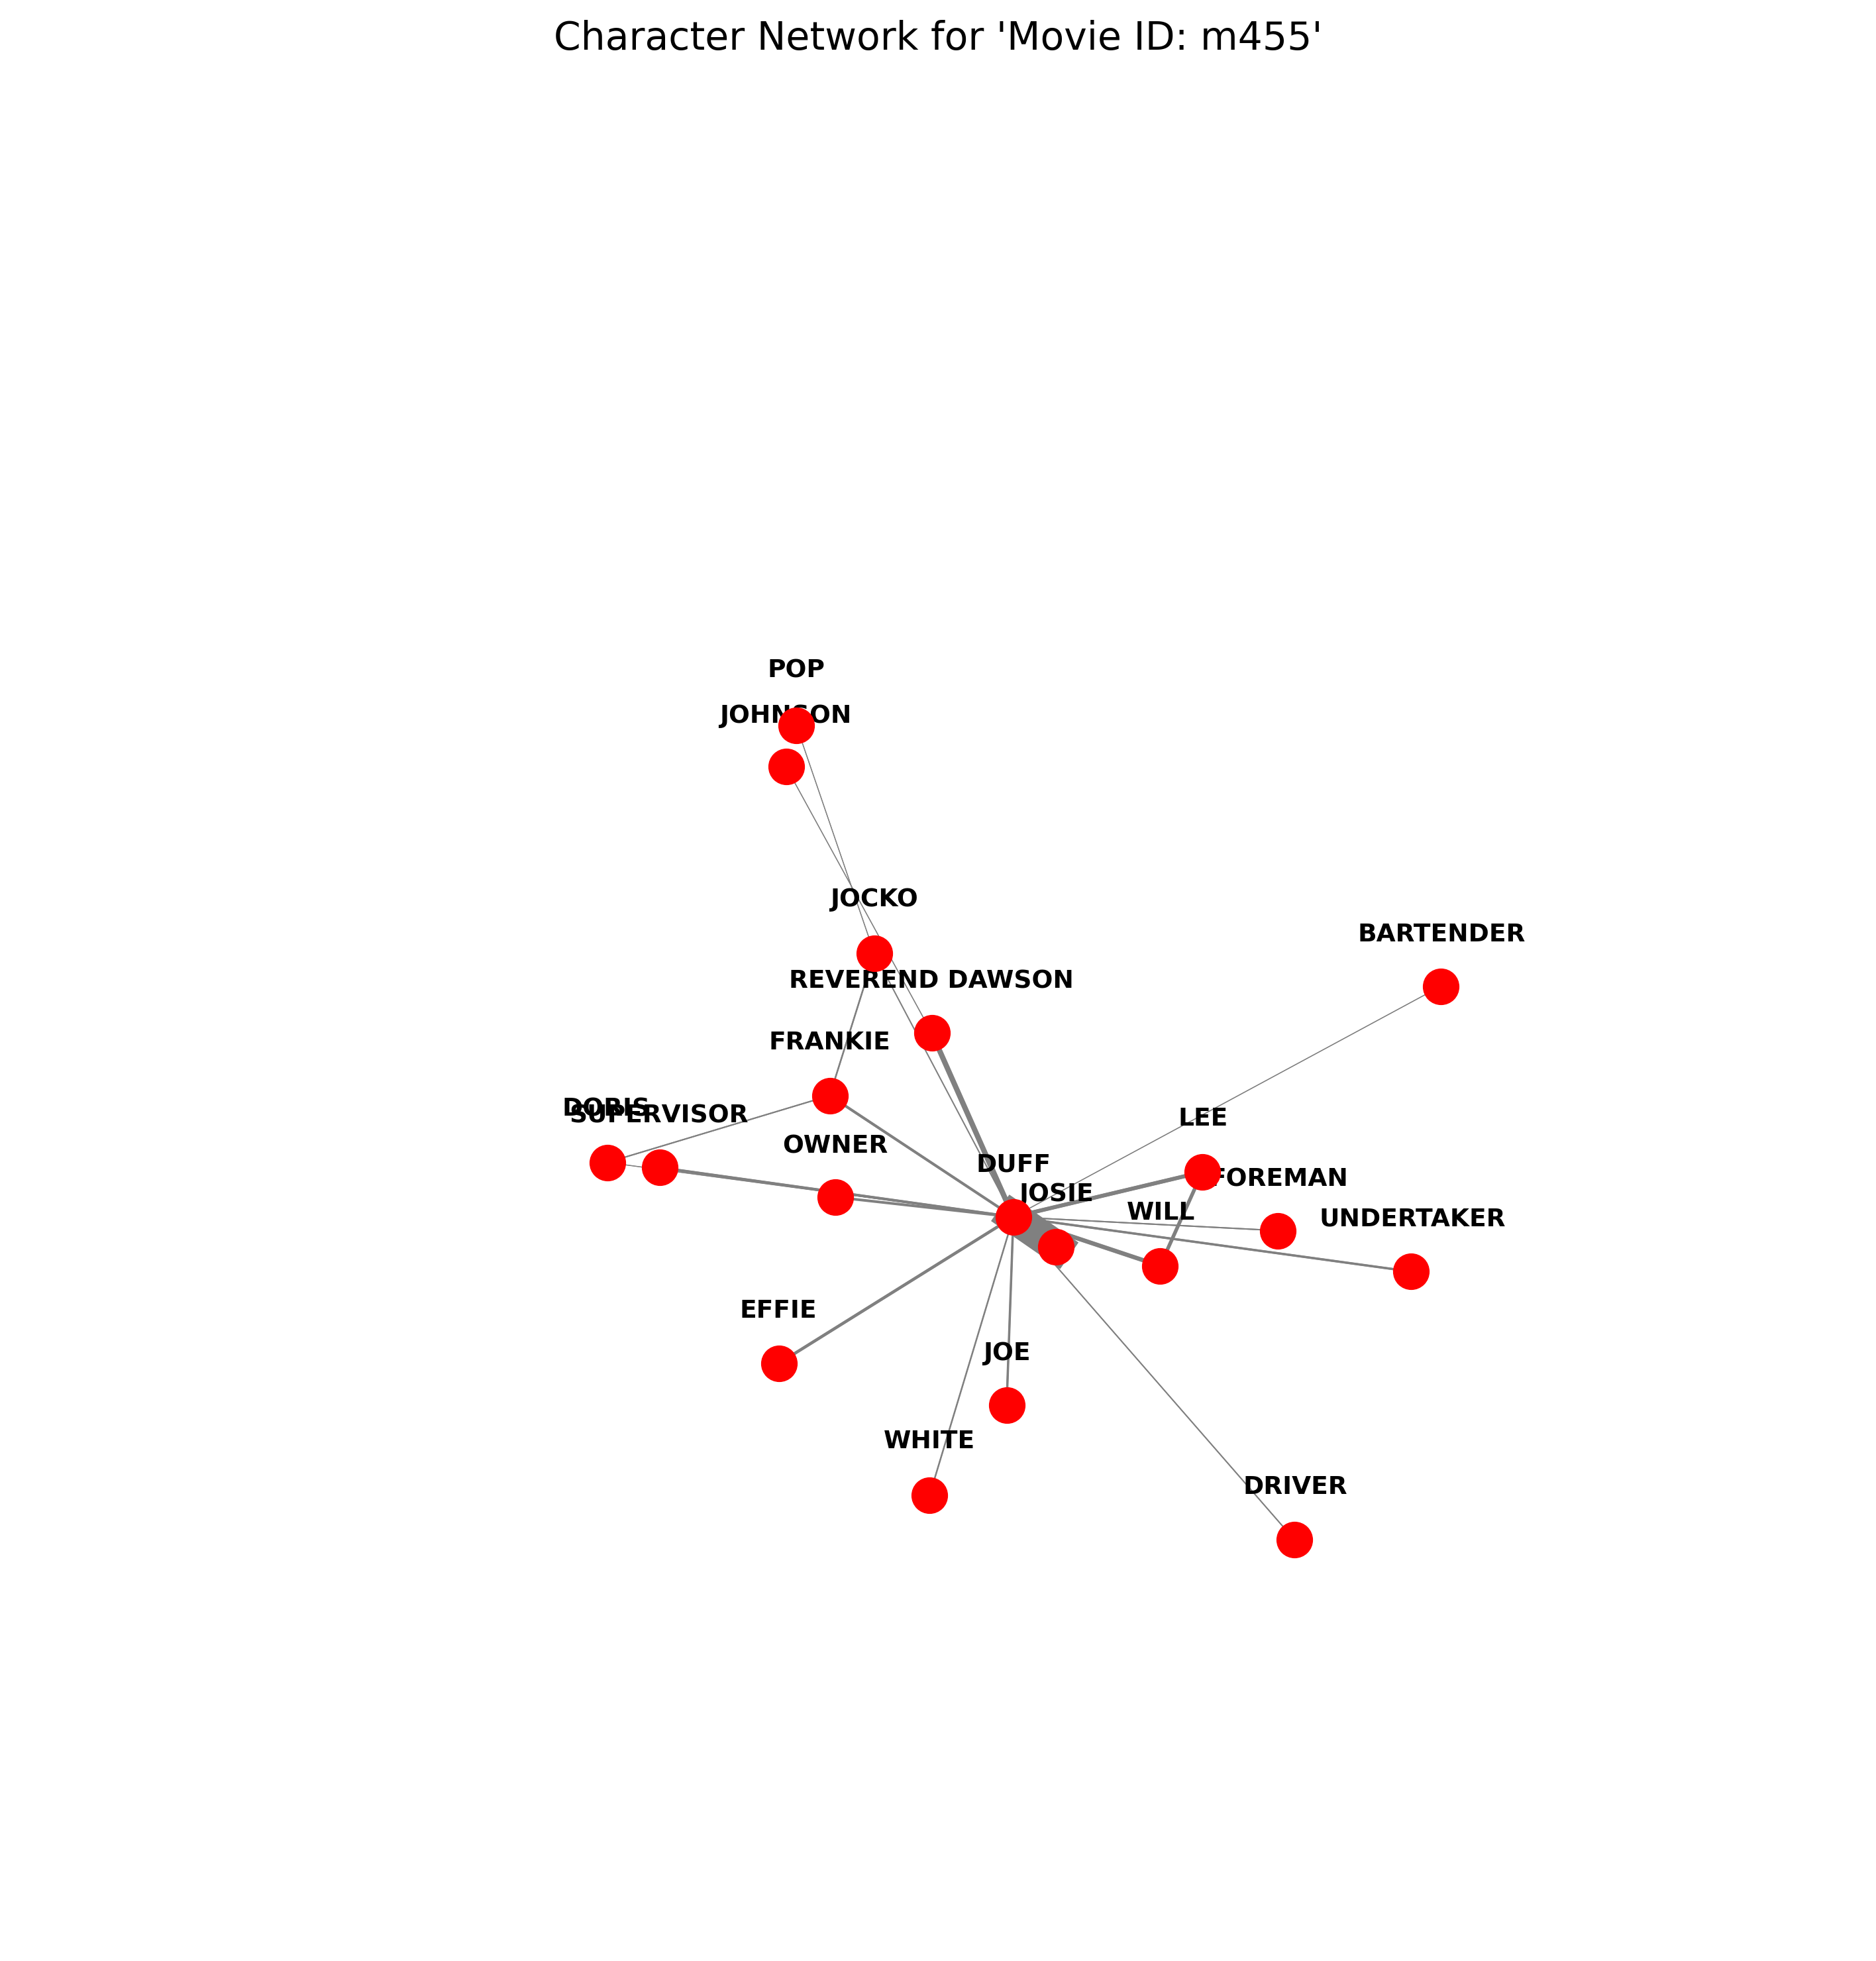 Character Network for 'Movie ID: m455'
POP
JOHNSON
JOCKO
BARTENDER
REVEREND DAWSON
FRANKIE
DORIS
SUPERVISOR
LEE
OWNER
DUFF
FOREMAN
JOSIE
WILL
UNDERTAKER
EFFIE
JOE
WHITE
DRIVER